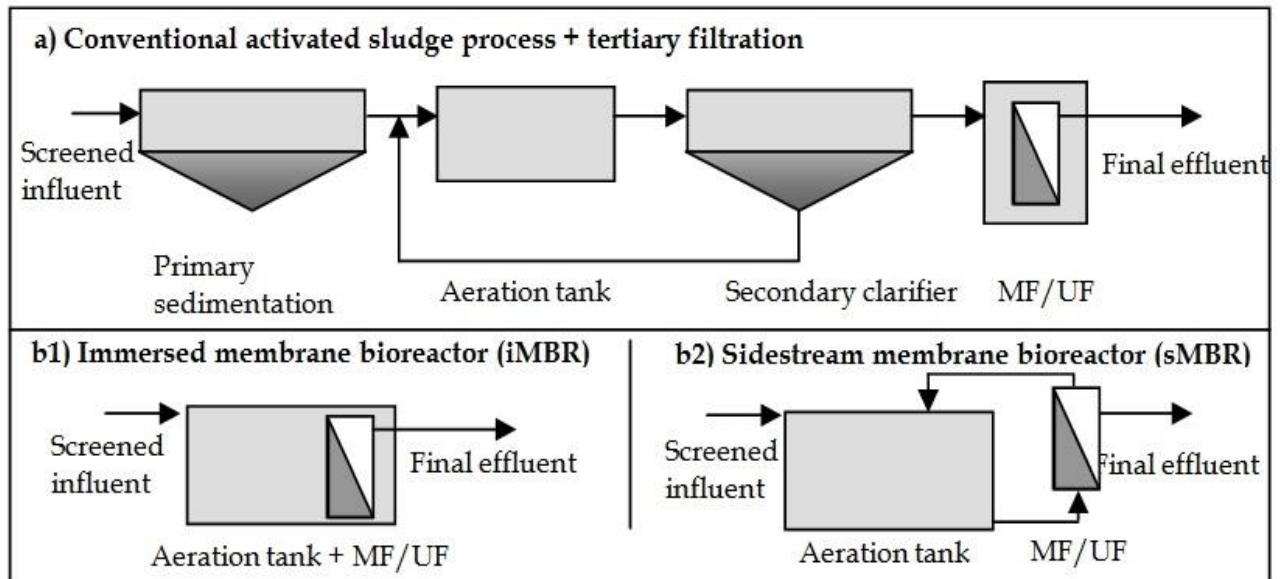 a) Conventional activated sludge process + tertiary filtration
Screened
influent
Primary
sedimentation
Aeration tank
Secondary clarifier
MF/UF
Final effluent
b1) Immersed membrane bioreactor (iMBR)
Screened
influent
Final effluent
Aeration tank + MF/UF
b2) Sidestream membrane bioreactor (sMBR)
Screened
influent
Final effluent
Aeration tank
MF/UF